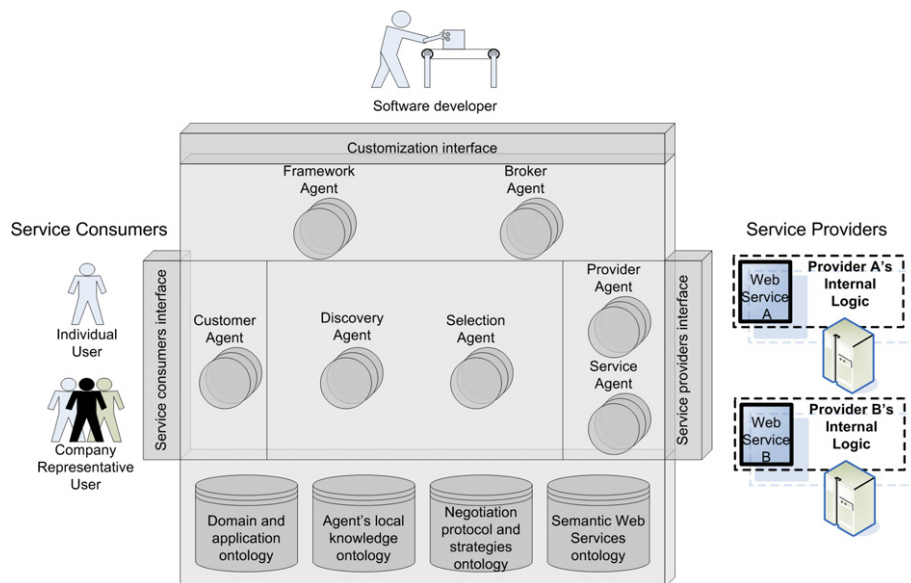 Software developer
Customization interface
Framework
Agent
Broker
Agent
Service Consumers
Service Providers
Individual
User
Company
Representative
User
Service consumers interface
Customer
Agent
Discovery
Agent
Selection
Agent
Provider
Agent
Service
Agent
Service providers interface
Web
Service
A
Provider A's
Internal
Logic
Web
Service
B
Provider B's
Internal
Logic
Domain and
application
ontology
Agent's local
knowledge
ontology
Negotiation
protocol and
strategies
ontology
Semantic Web
Services
ontology